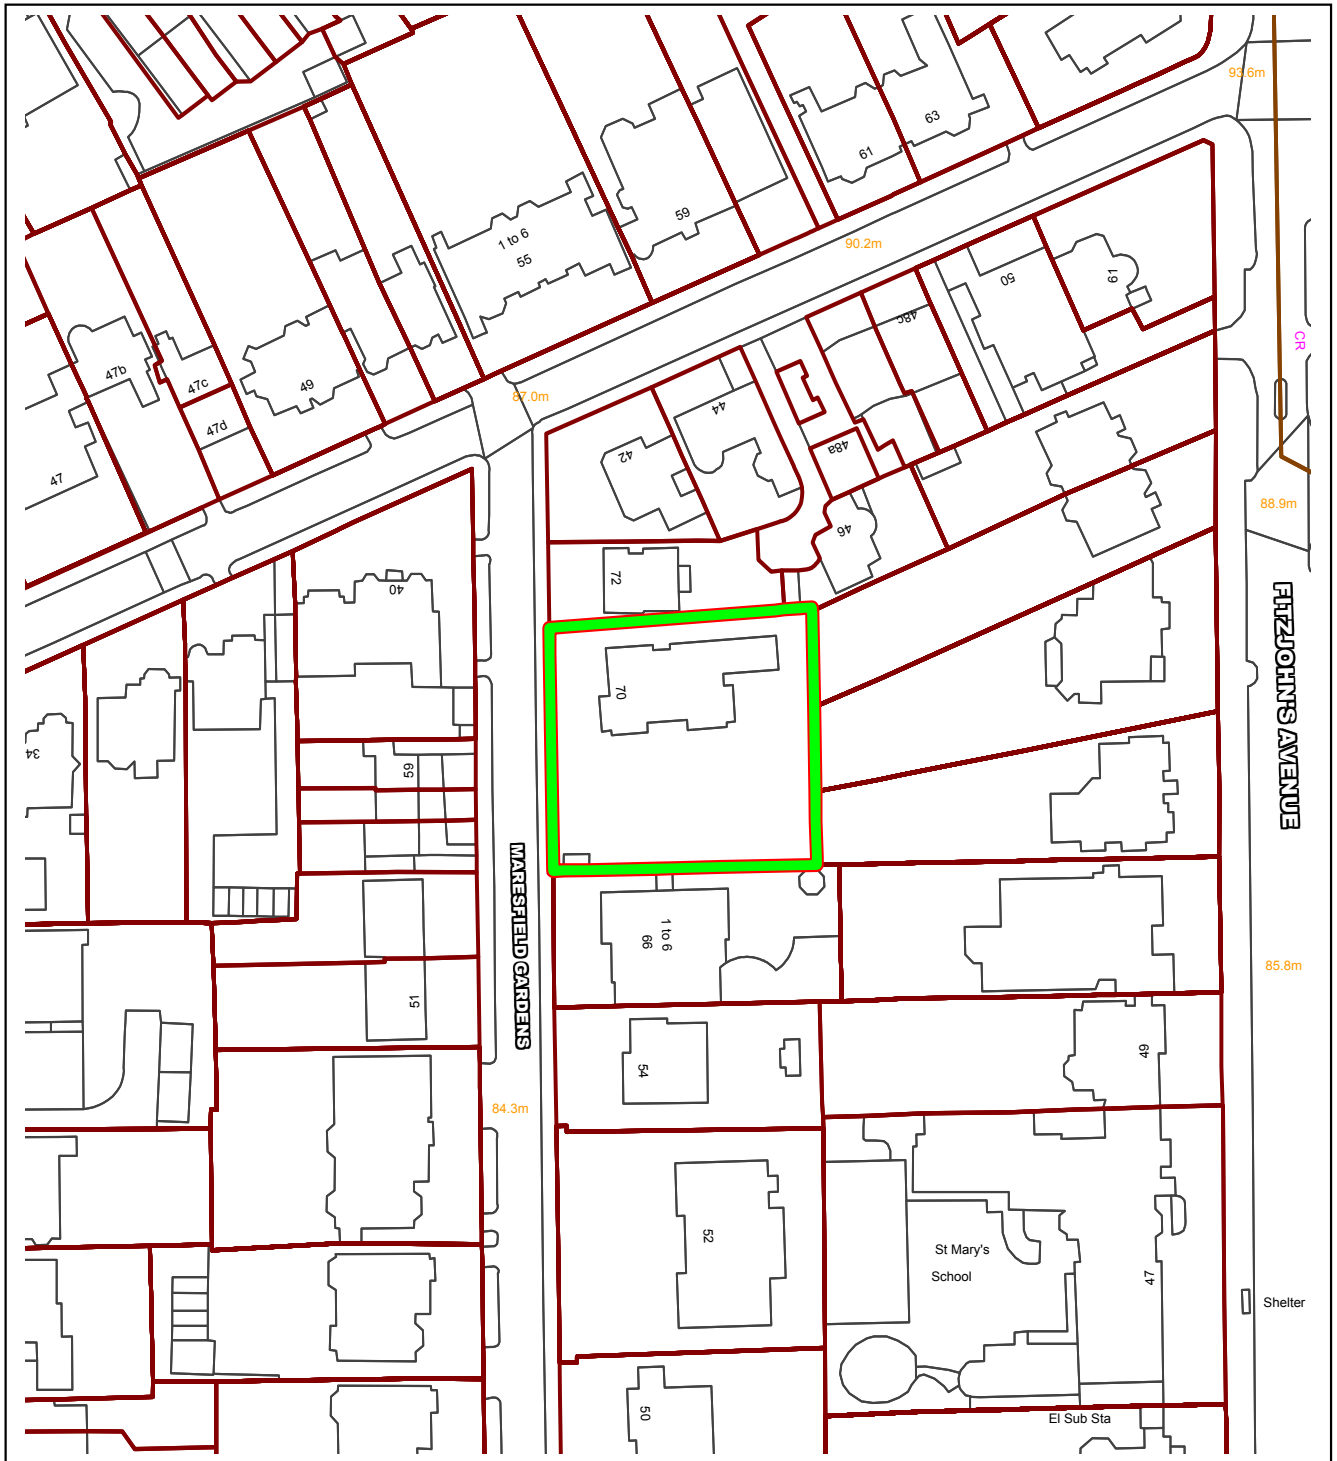 93.6m
63
61
59
1 to 6
55
90.2m
61
50
CR
48c
47b
47c
49
87.0m
44
47d
42
48a
47
46
88.9m
72
40
FITZJOHN'S AVENUE
70
34
59
MARESFIELD GARDENS
1 to 6
66
85.8m
51
49
54
84.3m
52
St Mary's
School
47
Shelter
50
El Sub Sta